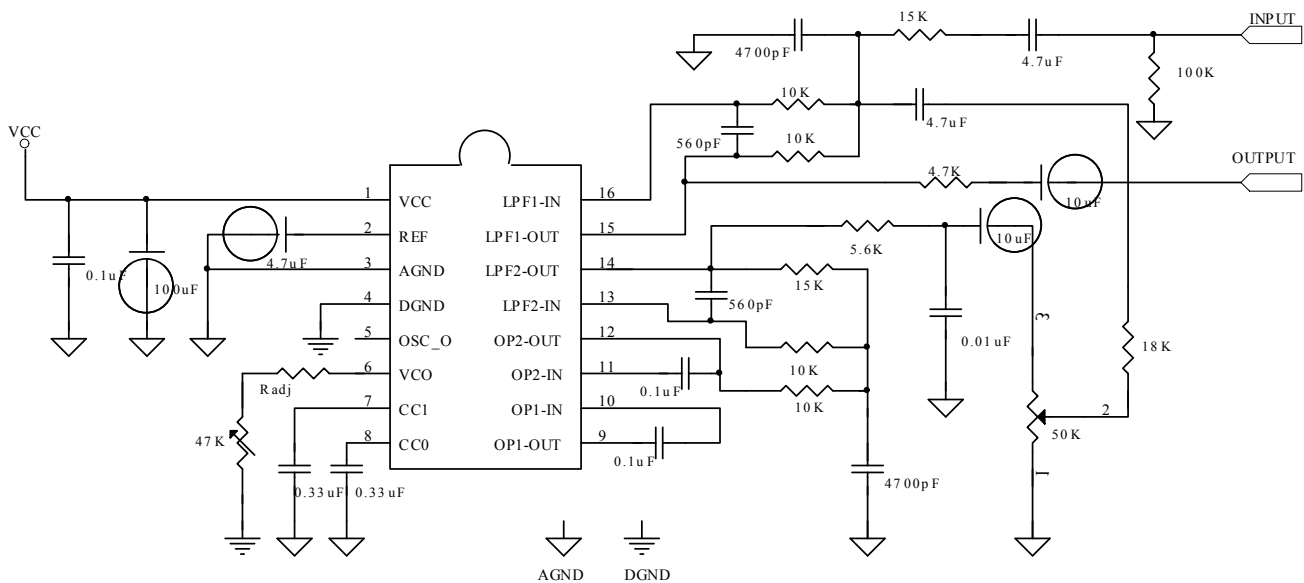 INPUT
15K
4700pF
4.7uF
100K
10K
4.7uF
VCC
560pF
10K
OUTPUT
4.7K
10uF
1 VCC LPF1-IN 16
2 REF LPF1-OUT 15
3 AGND LPF2-OUT 14
4 DGND LPF2-IN 13
5 OSC_O OP2-OUT 12
6 VCO OP2-IN 11
7 CC1 OP1-IN 10
8 CC0 OP1-OUT 9
4.7uF
0.1uF
100uF
5.6K
10uF
15K
560pF
3
0.01uF
18K
10K
Radj
0.1uF
10K
2
47K
50K
0.1uF
1
0.33uF
0.33uF
4700pF
AGND
DGND